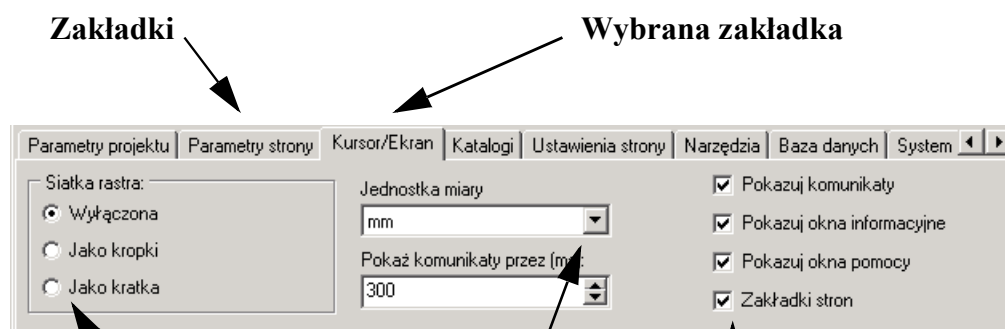 Zakładki Wybrana zakładka
Parametry projektu Parametry strony Kursor/Ekran Katalogi Ustawienia strony Narzędzia Baza danych System
Siatka rastra:
Wyłączona
Jako kropki
Jako kratka
Jednostka miary
mm
Pokaż komunikaty przez
300
Pokazuj komunikaty
Pokazuj okna informacyjne
Pokazuj okna pomocy
Zakładki stron